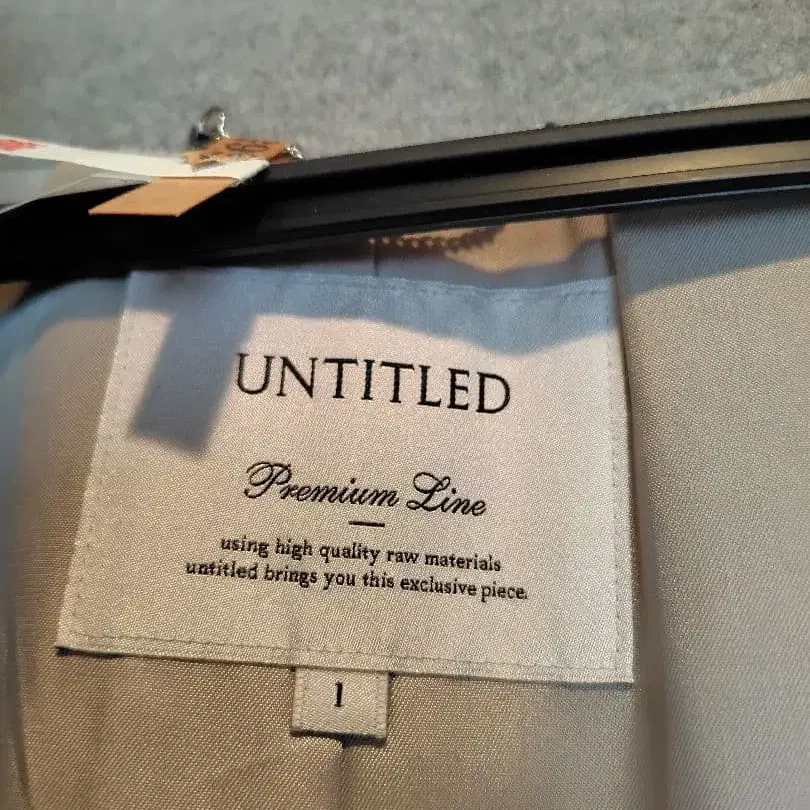 UNTITLED
Premium Line
using high quality raw materials
untitled brings you this exclusive piece.
1